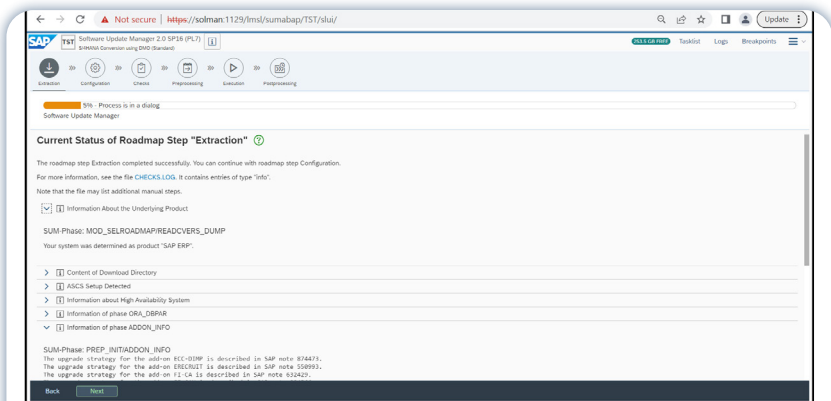 Not secure | https://solman:1129/lmsl/sumabap/TST/slui/
Update
SAP TST Software Update Manager 2.0 SP16 (PL7)
S/4HANA Conversion using DMO (Standard)
253.5 GB FREE Tasklist Logs Breakpoints
Extraction Configuration Checks Preprocessing Execution Postprocessing
5% - Process is in a dialog
Software Update Manager
Current Status of Roadmap Step "Extraction"
The roadmap step Extraction completed successfully. You can continue with roadmap step Configuration.
For more information, see the file CHECKS.LOG. It contains entries of type "info".
Note that the file may list additional manual steps.
Information About the Underlying Product
SUM-Phase: MOD_SELROADMAP/READCVERS_DUMP
Your system was determined as product "SAP ERP".
Content of Download Directory
ASCS Setup Detected
Information about High Availability System
Information of phase ORA_DBPAR
Information of phase ADDON_INFO
SUM-Phase: PREP_INIT/ADDON_INFO
The upgrade strategy for the add-on ECC-DIMP is described in SAP note 874473.
The upgrade strategy for the add-on ERECRUIT is described in SAP note 550993.
The upgrade strategy for the add-on FI-CA is described in SAP note 632429.
Back Next